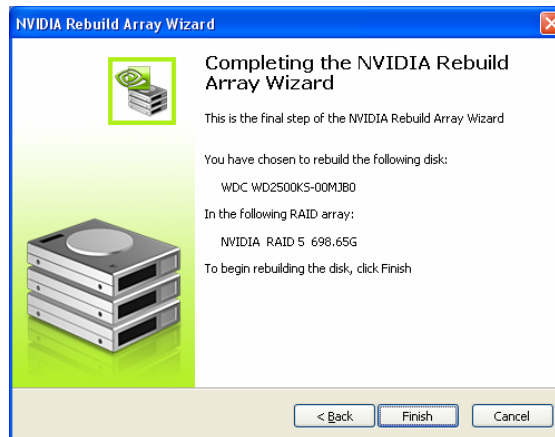 NVIDIA Rebuild Array Wizard
Completing the NVIDIA Rebuild
Array Wizard
This is the final step of the NVIDIA Rebuild Array Wizard
You have chosen to rebuild the following disk:
WDC WD2500KS-00MJB0
In the following RAID array:
NVIDIA RAID 5 698.65G
To begin rebuilding the disk, click Finish
< Back
Finish
Cancel